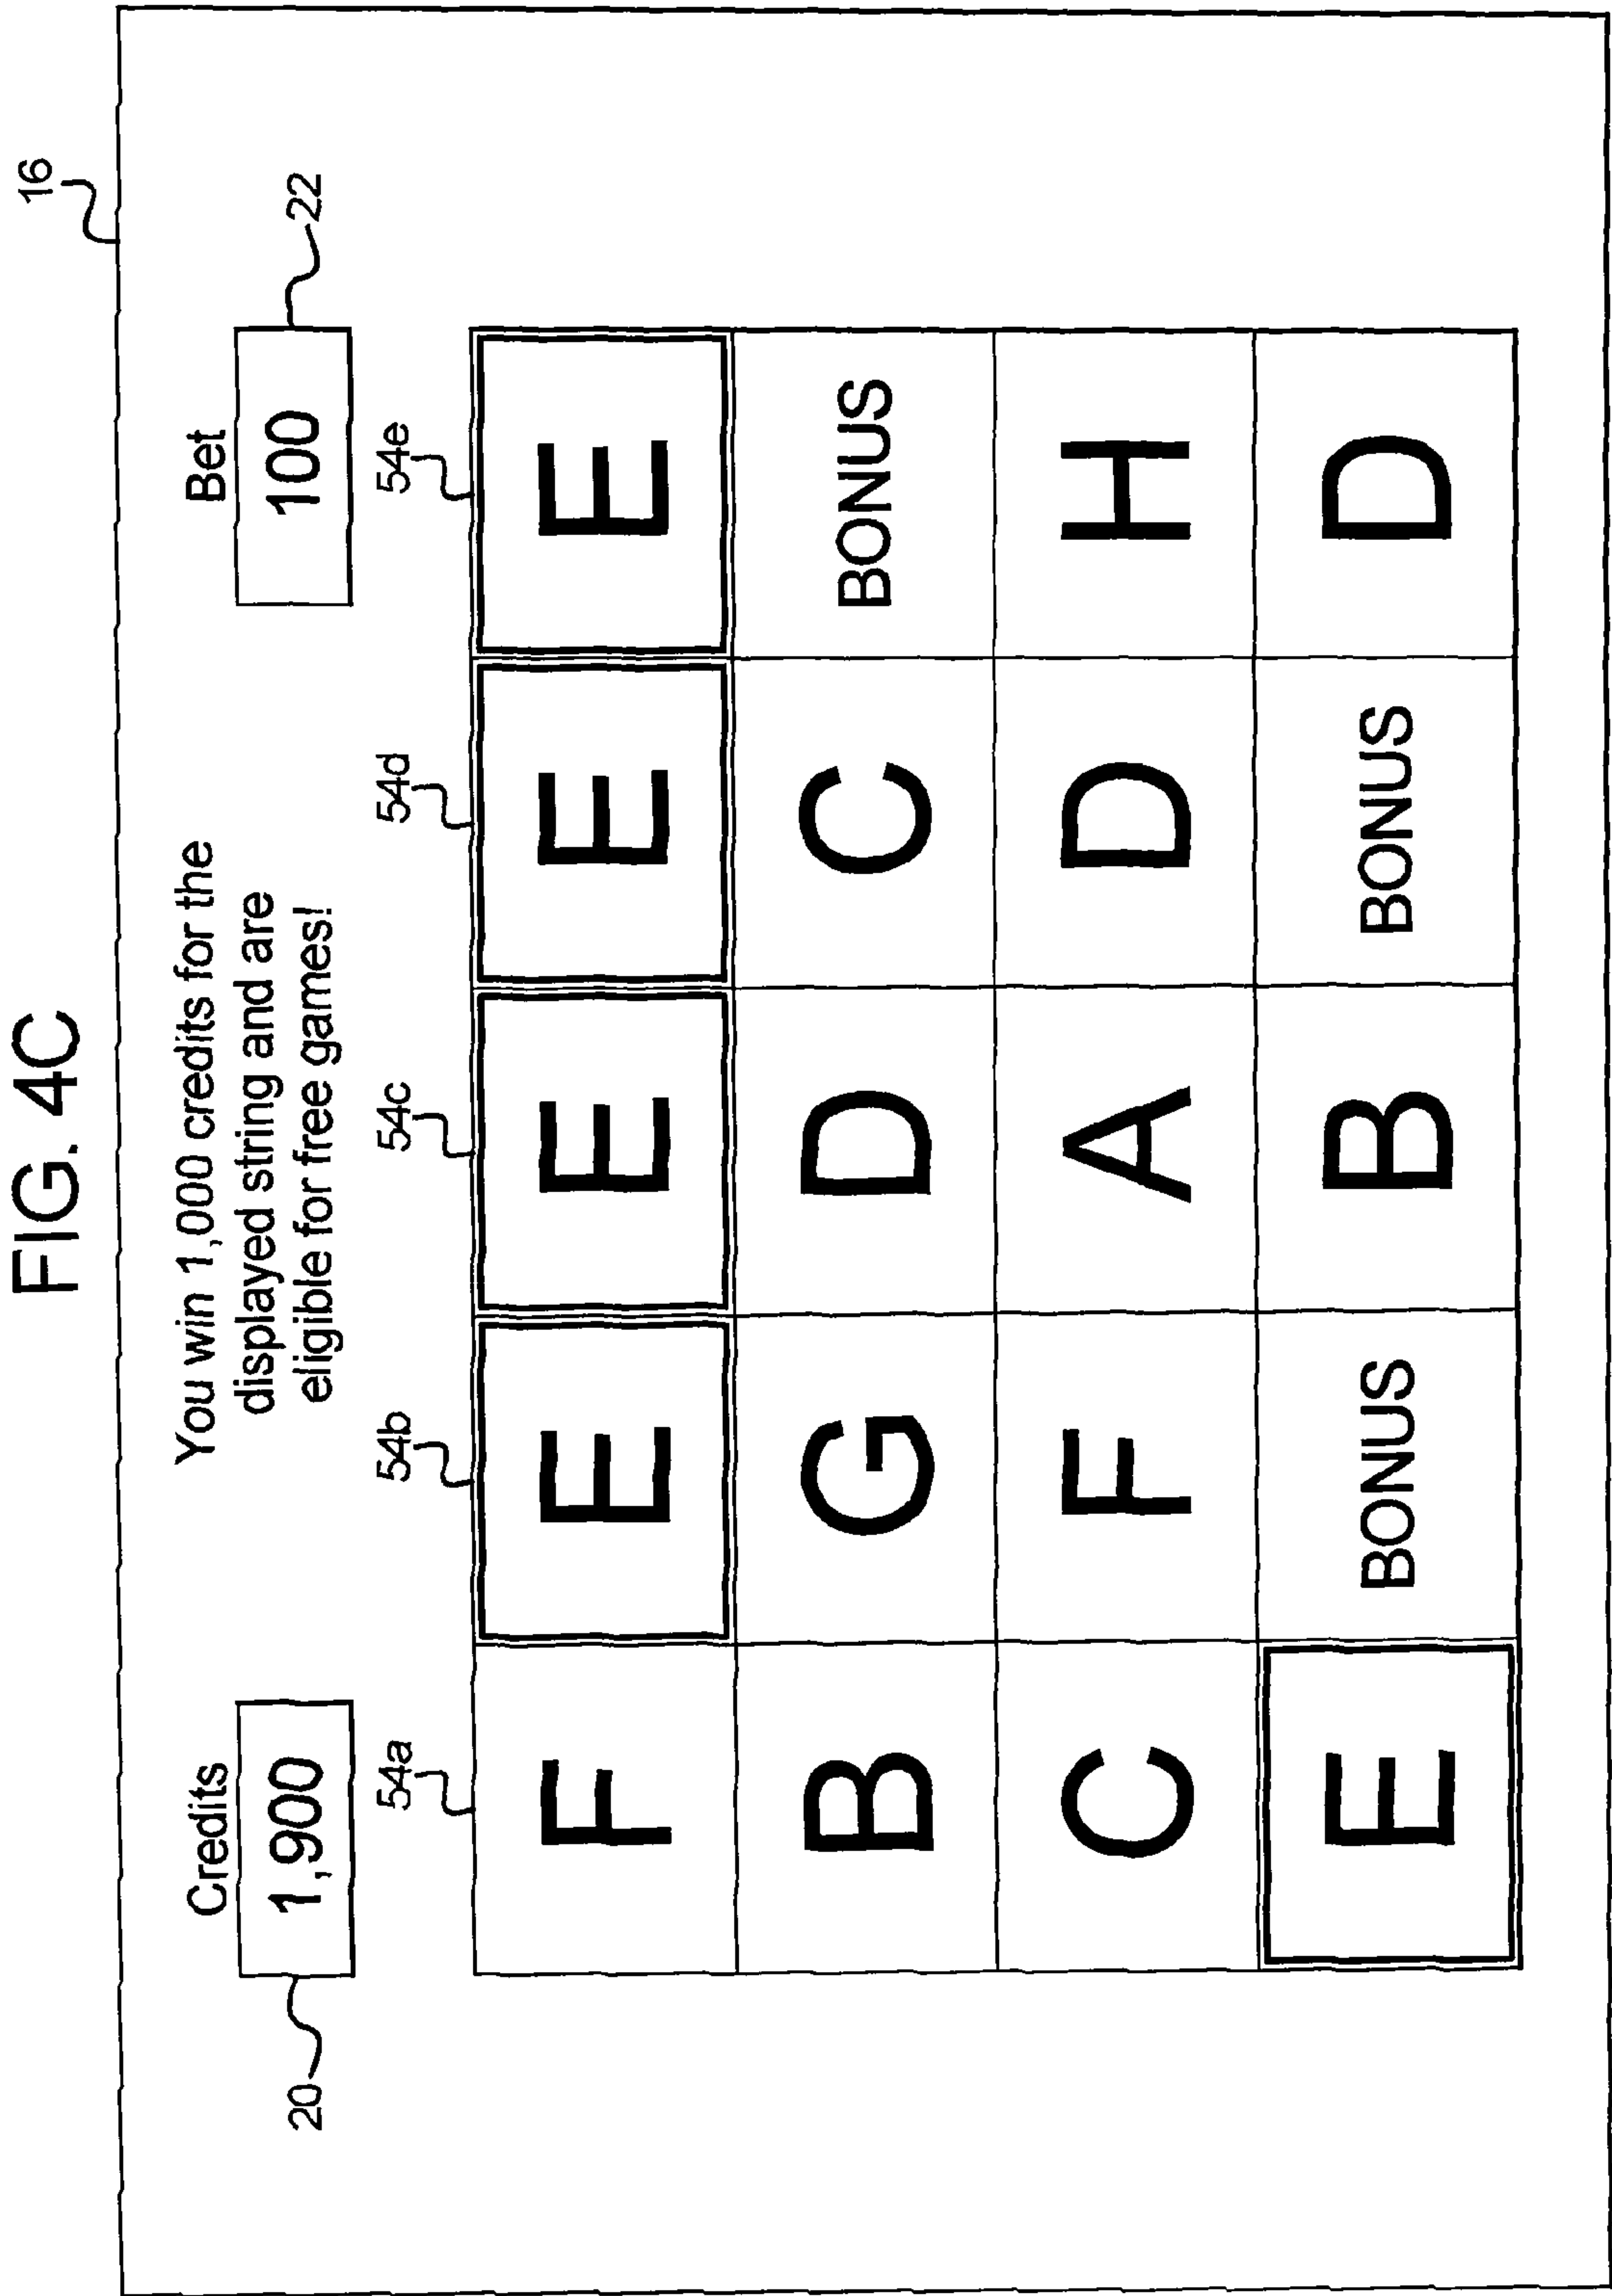 FIG. 4C
16
You win 1,000 credits for the
displayed string and are
eligible for free games!
Credits
1,900
20
Bet
100
22
54a 54b 54c 54d 54e
F E E E E
B G D C BONUS
C F A D H
E BONUS B BONUS D